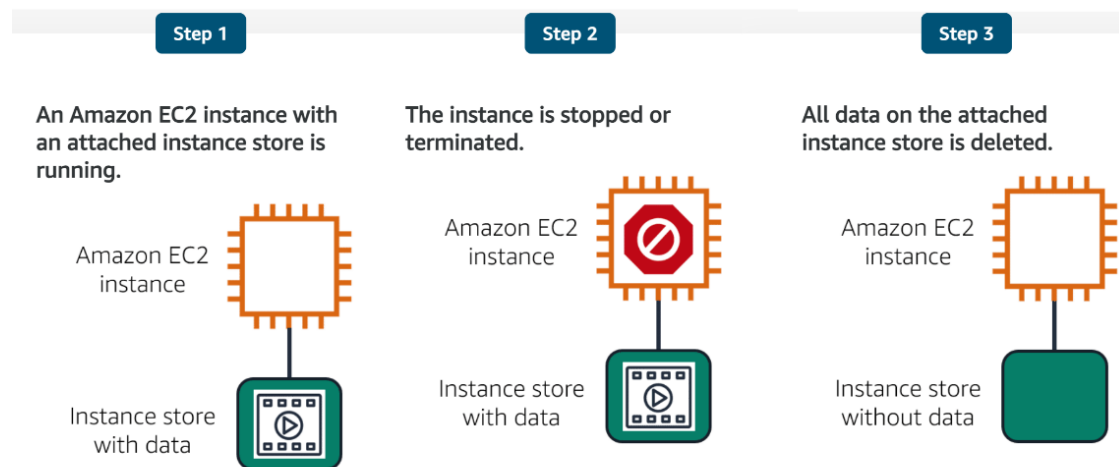 Step 1
An Amazon EC2 instance with
an attached instance store is
running.
Amazon EC2
instance
Instance store
with data
Step 2
The instance is stopped or
terminated.
Amazon EC2
instance
Instance store
with data
Step 3
All data on the attached
instance store is deleted.
Amazon EC2
instance
Instance store
without data